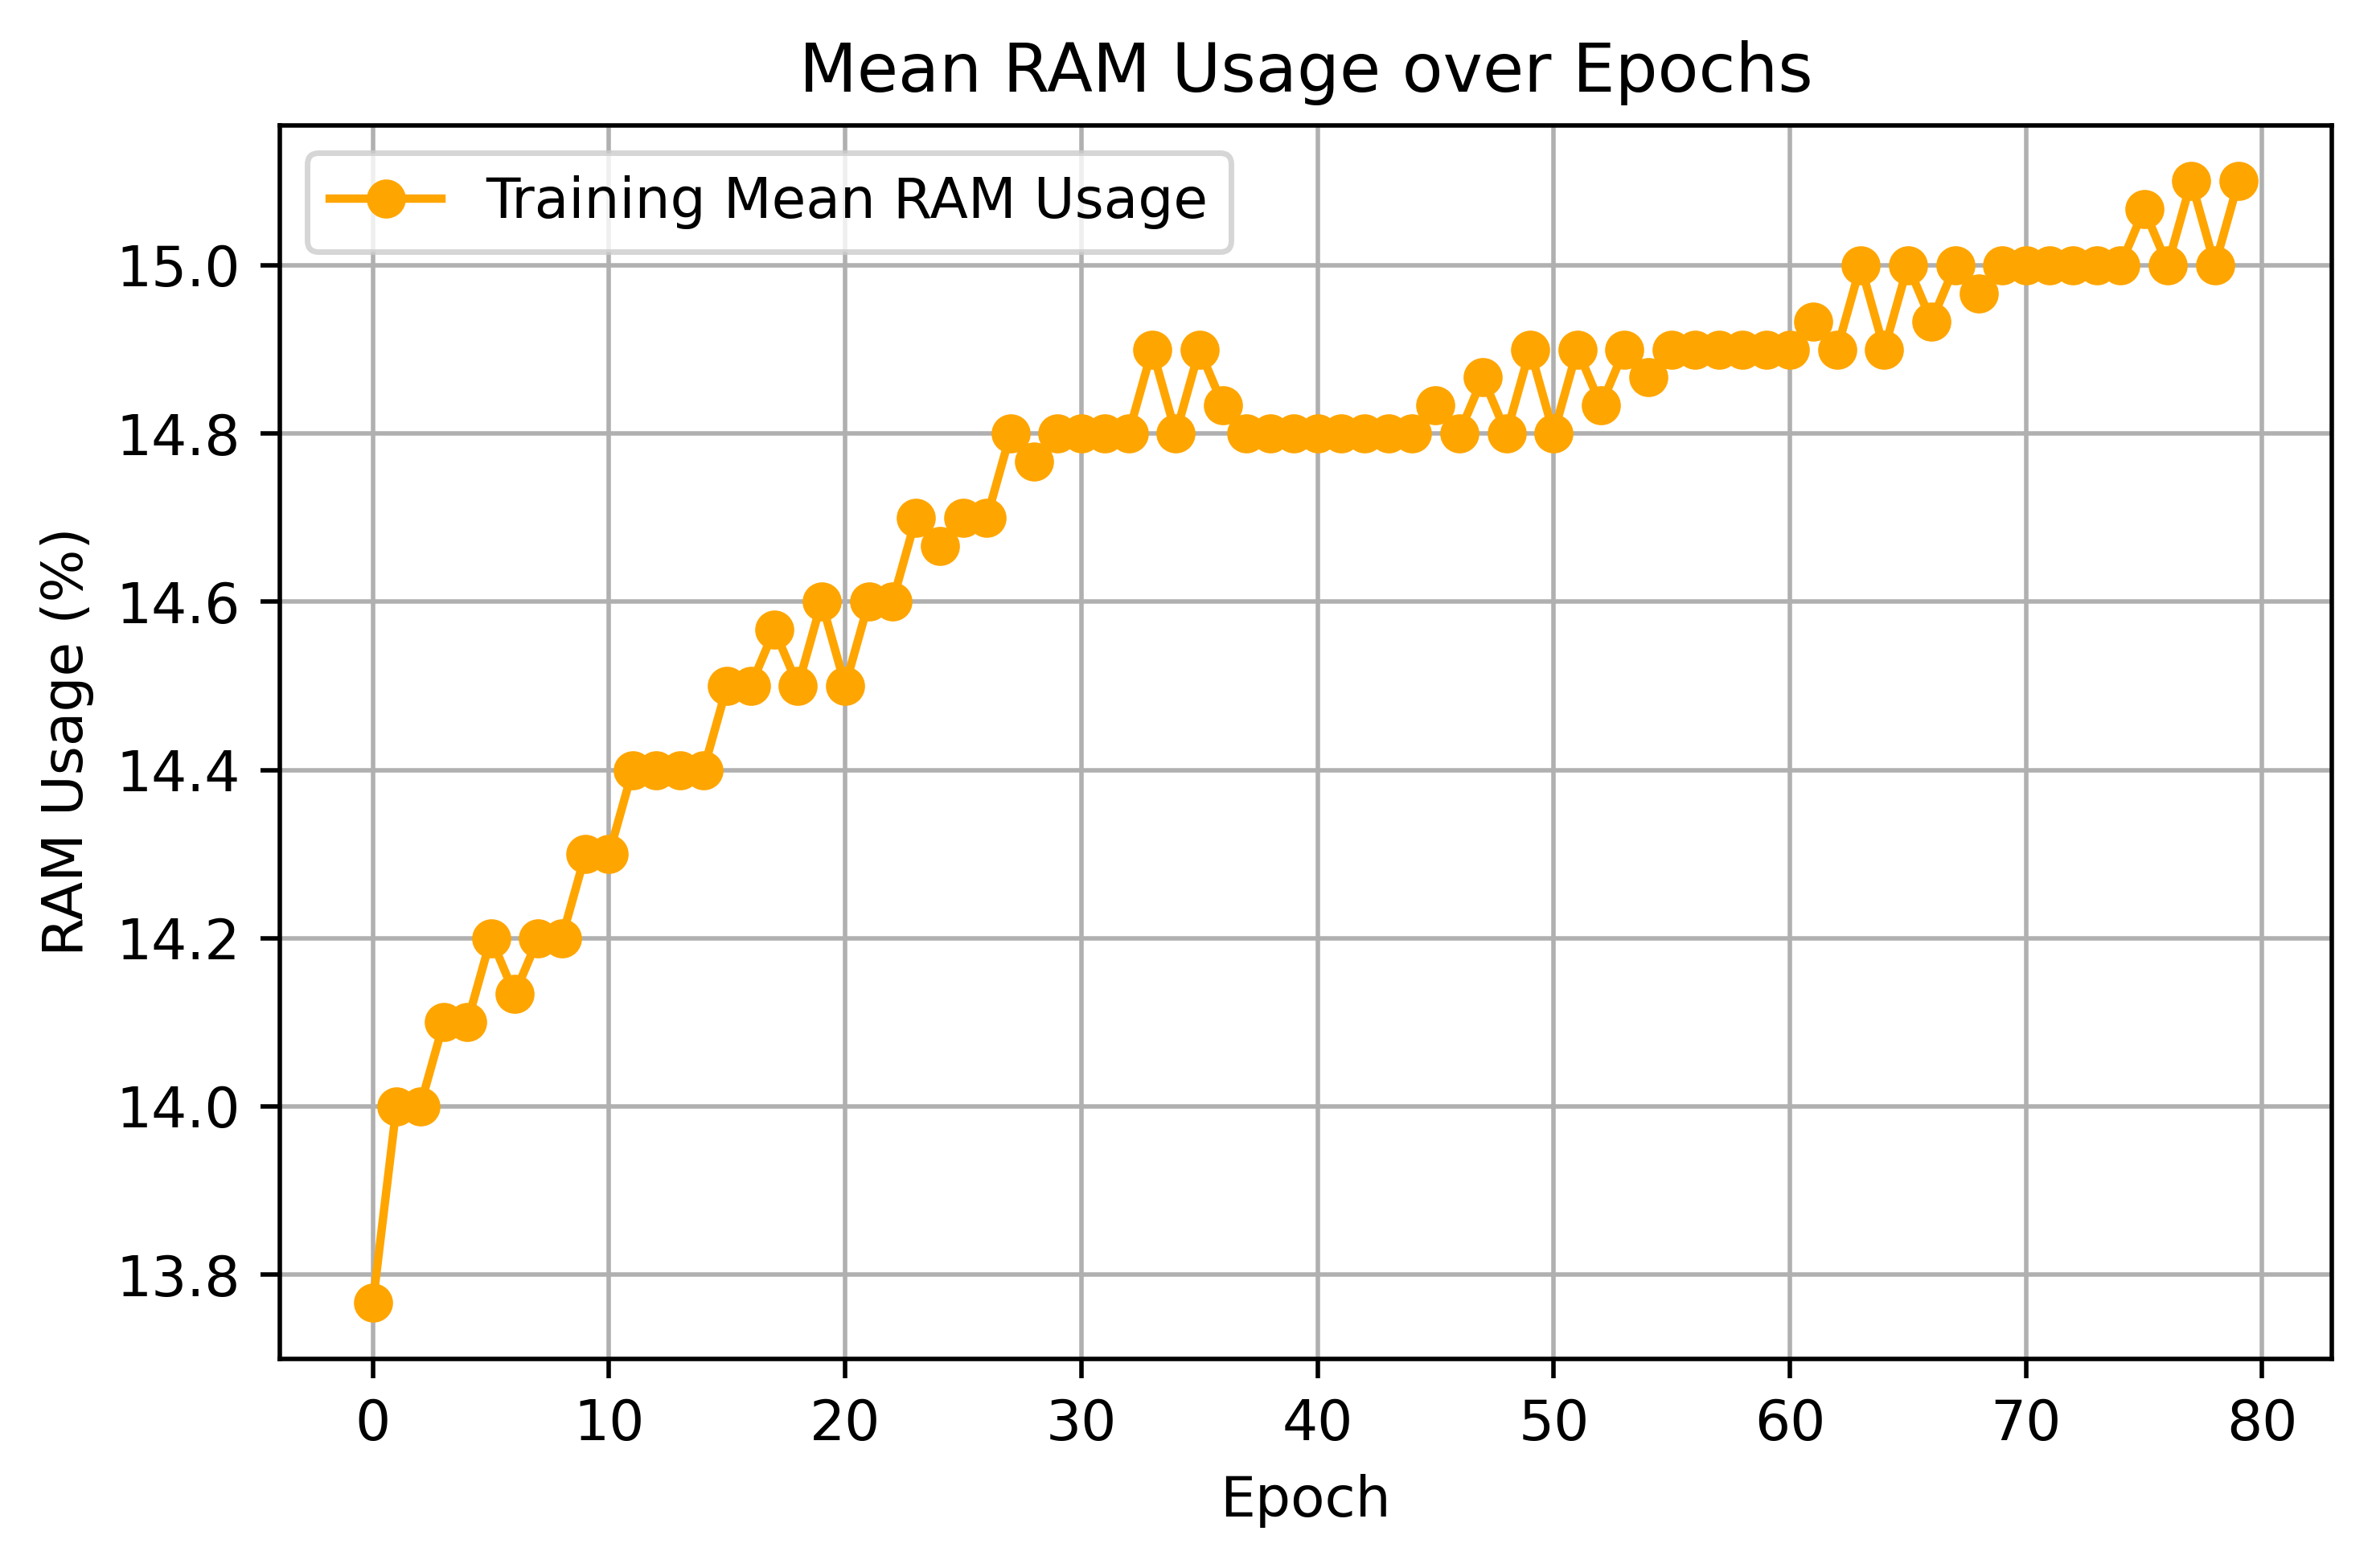 Mean RAM Usage over Epochs
Training Mean RAM Usage
RAM Usage (%)
15.0
14.8
14.6
14.4
14.2
14.0
13.8
0 10 20 30 40 50 60 70 80
Epoch